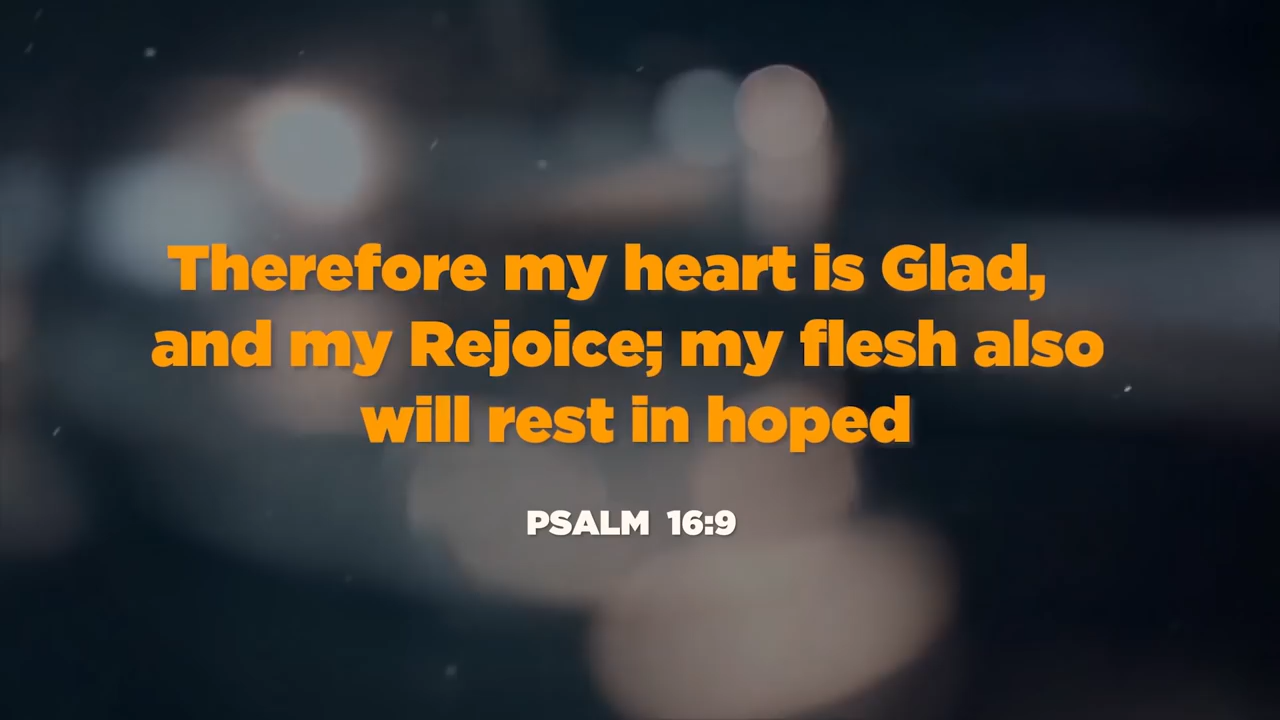 Therefore my heart is Glad,
and my Rejoice; my flesh also
will rest in hoped
PSALM 16:9